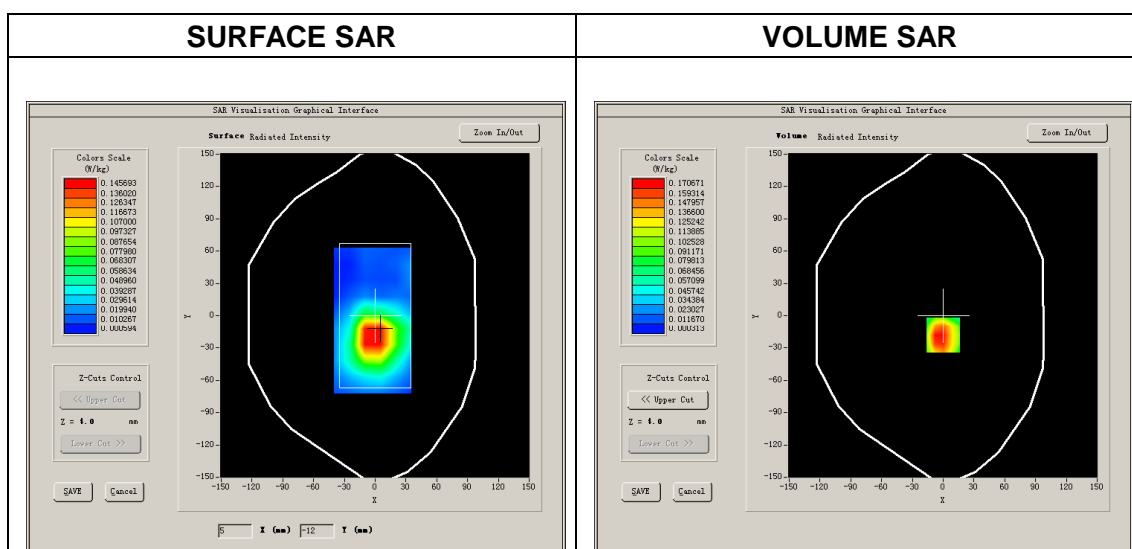 SURFACE SAR
VOLUME SAR
SAR Visualisation Graphical Interface
Surface Radiated Intensity
Zoom In/Out
Colors Scale
(W/kg)
0.145693
0.136020
0.126347
0.116673
0.107000
0.097327
0.087654
0.077980
0.068307
0.058634
0.048960
0.039287
0.029614
0.019940
0.010267
0.000594
Z-Cuts Control
<< Upper Cut
Z = 4.0 mm
Lower Cut >>
SAVE
Cancel
150
120
90
60
30
0
-30
-60
-90
-120
-150
Y
-150 -120 -90 -60 -30 0 30 60 90 120 150
X
5 X (mm) -12 Y (mm)
SAR Visualisation Graphical Interface
Volume Radiated Intensity
Zoom In/Out
Colors Scale
(W/kg)
0.170671
0.159314
0.147957
0.136600
0.125242
0.113885
0.102528
0.091171
0.079813
0.068456
0.057099
0.045742
0.034384
0.023027
0.011670
0.000313
Z-Cuts Control
<< Upper Cut
Z = 4.0 mm
Lower Cut >>
SAVE
Cancel
150
120
90
60
30
0
-30
-60
-90
-120
-150
Y
-150 -120 -90 -60 -30 0 30 60 90 120 150
X